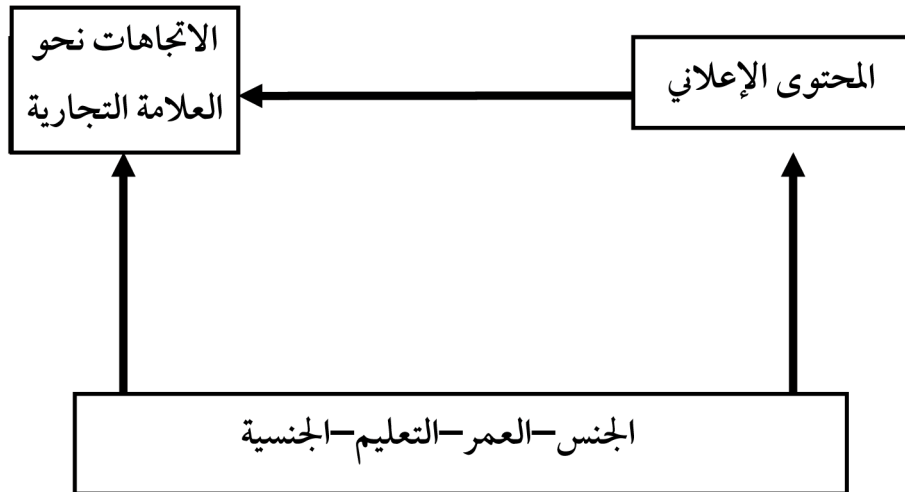 المحتوى الإعلاني
الاتجاهات نحو
العلامة التجارية
الجنس–العمر–التعليم–الجنسية